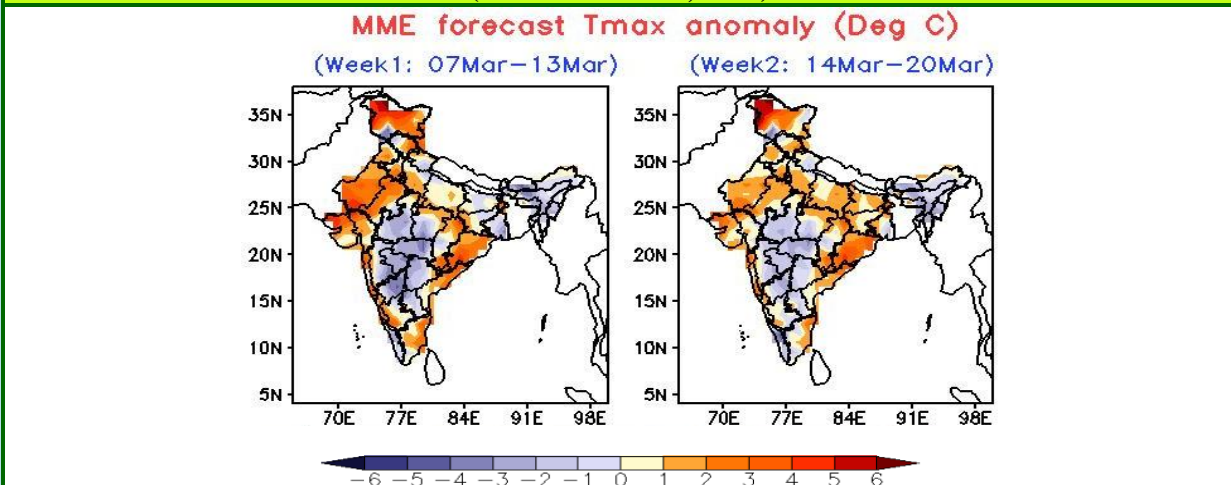 MME forecast Tmax anomaly (Deg C)
(Week1: 07Mar−13Mar) (Week2: 14Mar−20Mar)
35N 35N
30N 30N
25N 25N
20N 20N
15N 15N
10N 10N
5N 5N
70E 77E 84E 91E 98E 70E 77E 84E 91E 98E
−6 −5 −4 −3 −2 −1 0 1 2 3 4 5 6